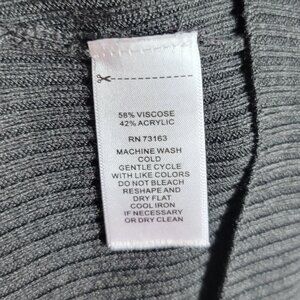 58% VISCOSE
42% ACRYLIC
RN 73163
MACHINE WASH
COLD
GENTLE CYCLE
WITH LIKE COLORS
DO NOT BLEACH
RESHAPE AND
DRY FLAT
COOL IRON
IF NECESSARY
OR DRY CLEAN